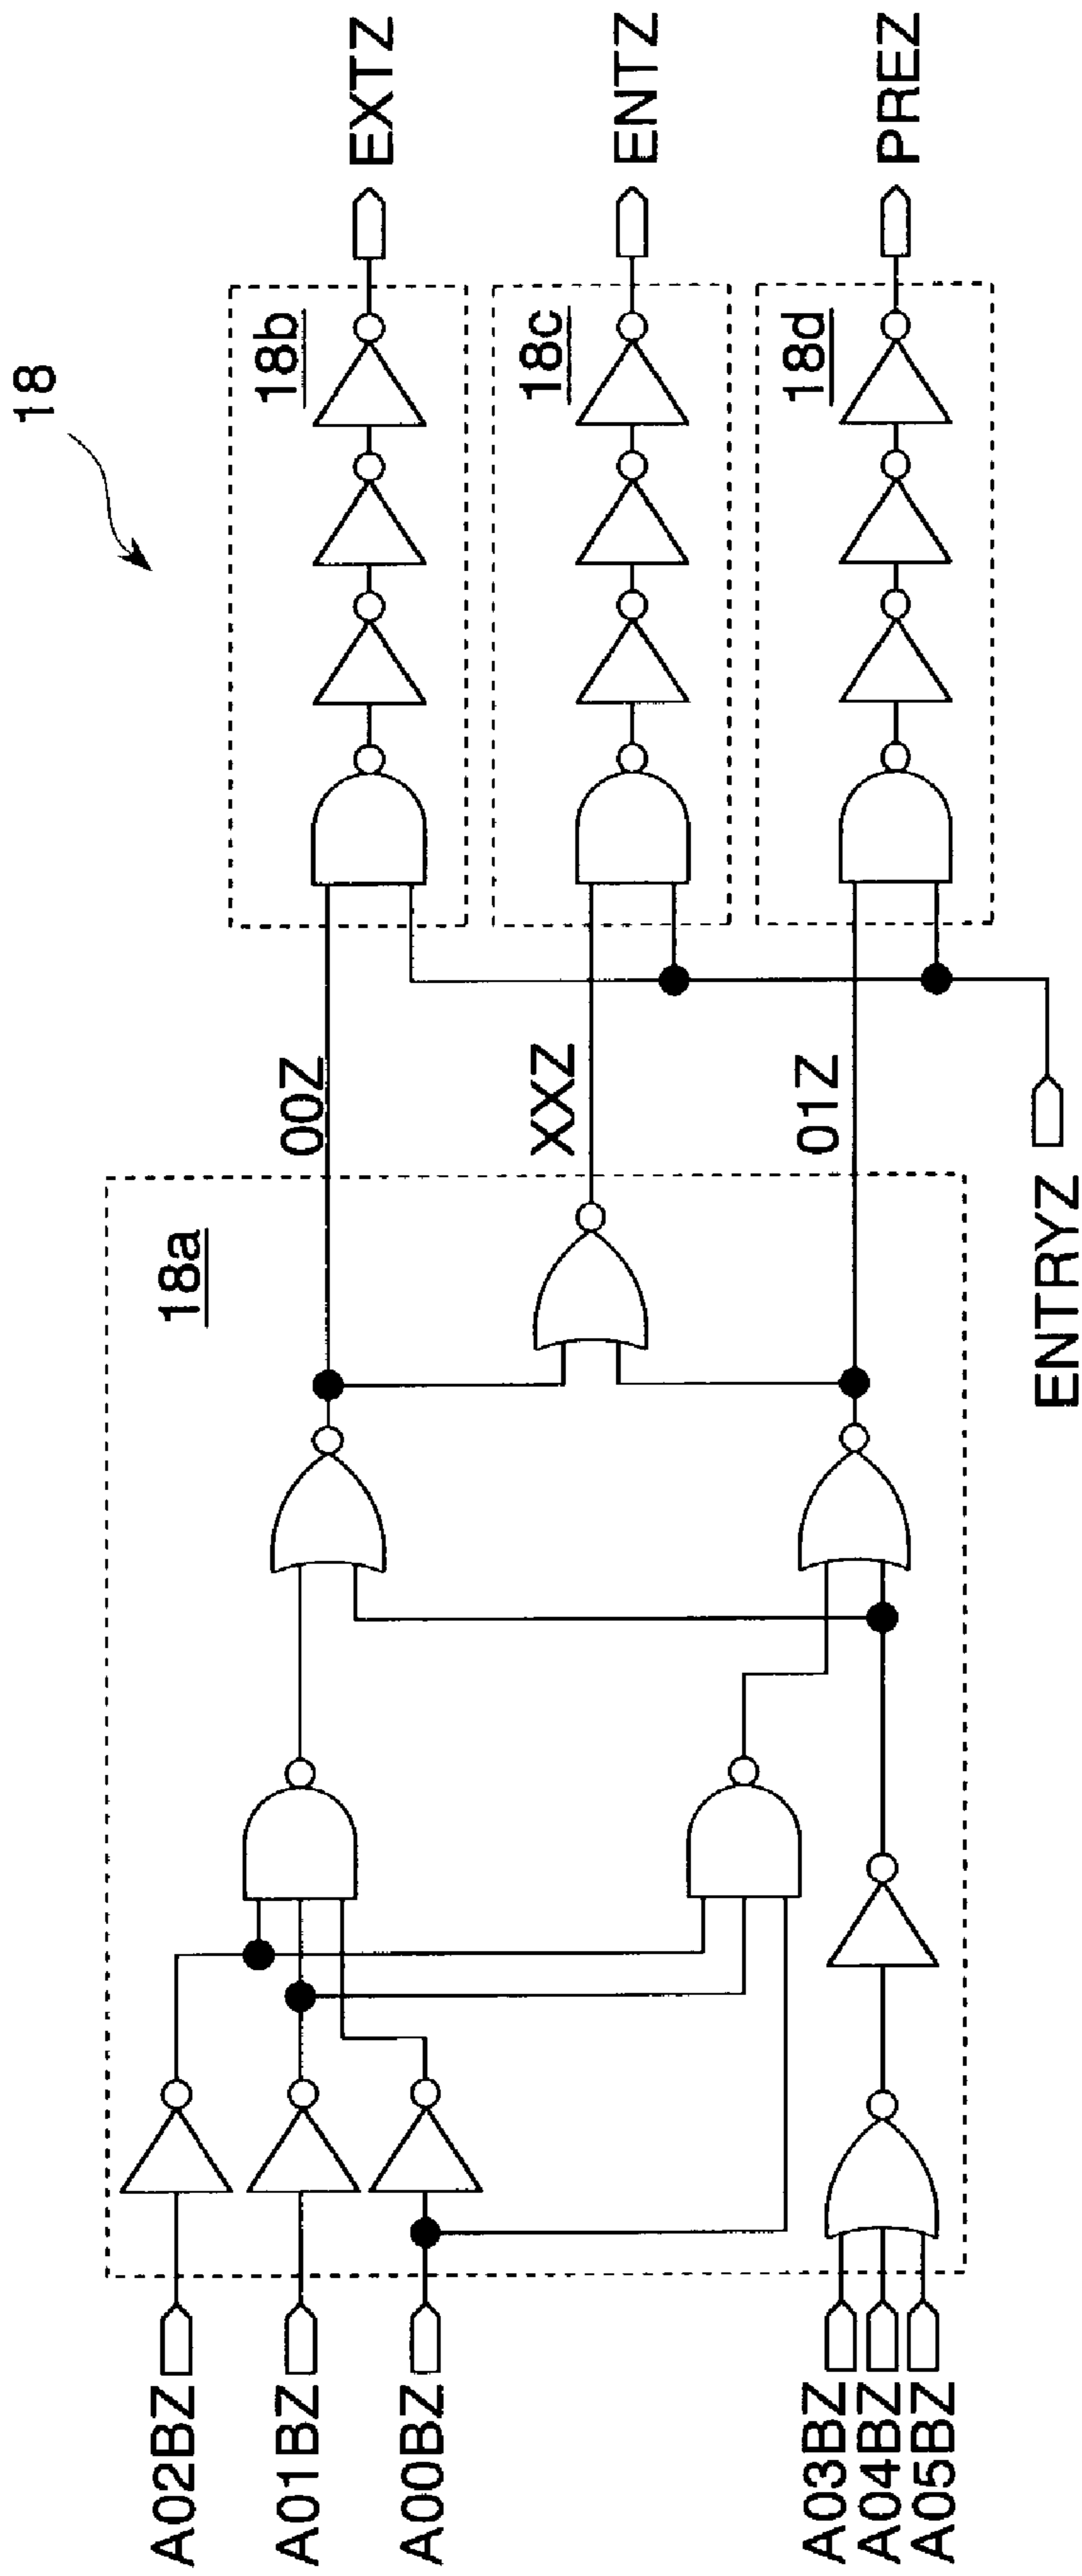 18
18a
18b
18c
18d
A02BZ
A01BZ
A00BZ
A03BZ
A04BZ
A05BZ
00Z
XXZ
01Z
ENTRYZ
EXTZ
ENTZ
PREZ